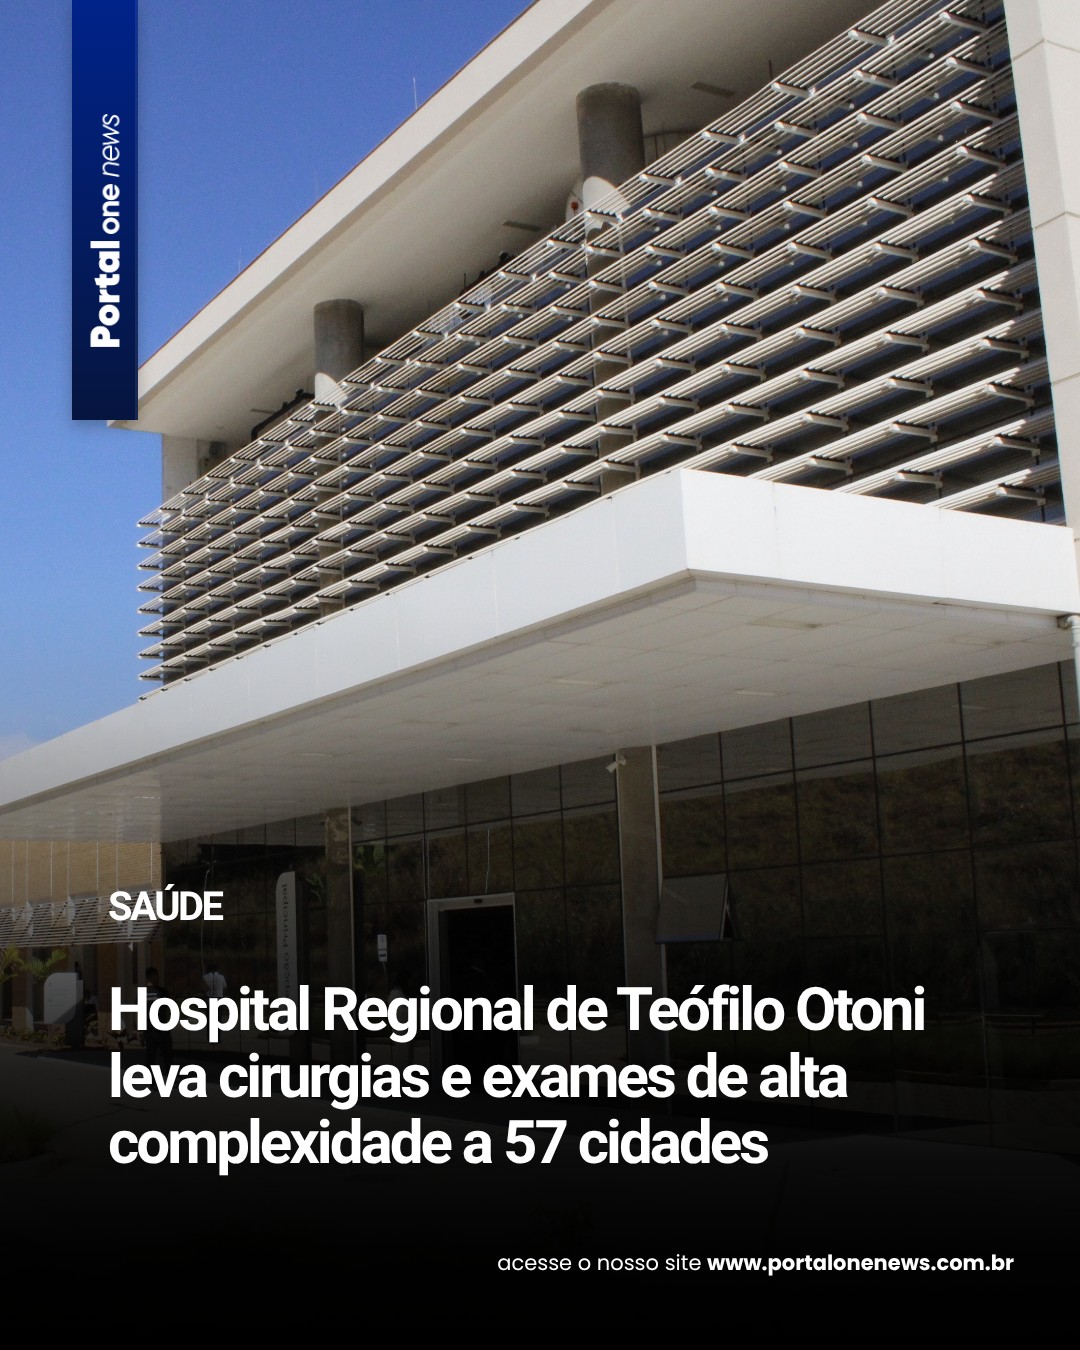 Portal one news
SAÚDE
Hospital Regional de Teófilo Otoni
leva cirurgias e exames de alta
complexidade a 57 cidades
acesse o nosso site www.portalonenews.com.br
Principal